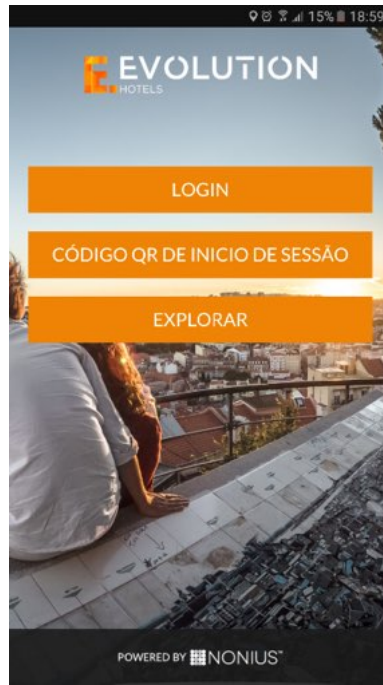 15% 18:59
EVOLUTION
HOTELS
LOGIN
CÓDIGO QR DE INICIO DE SESSÃO
EXPLORAR
POWERED BY NONIUS™